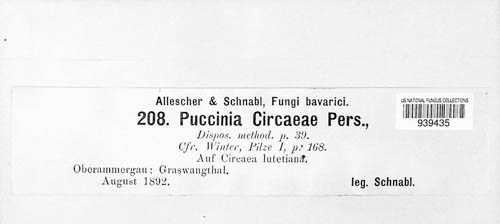 Allescher & Schnabl, Fungi bavarici.
208. Puccinia Circaeae Pers.,
Dispos. method. p. 39.
Cfr. Winter, Pilze I, p. 168.
Auf Circaea lutetiana.
Oberammergau: Graswangthal.
August 1892. leg. Schnabl.
US NATIONAL FUNGUS COLLECTIONS
939435